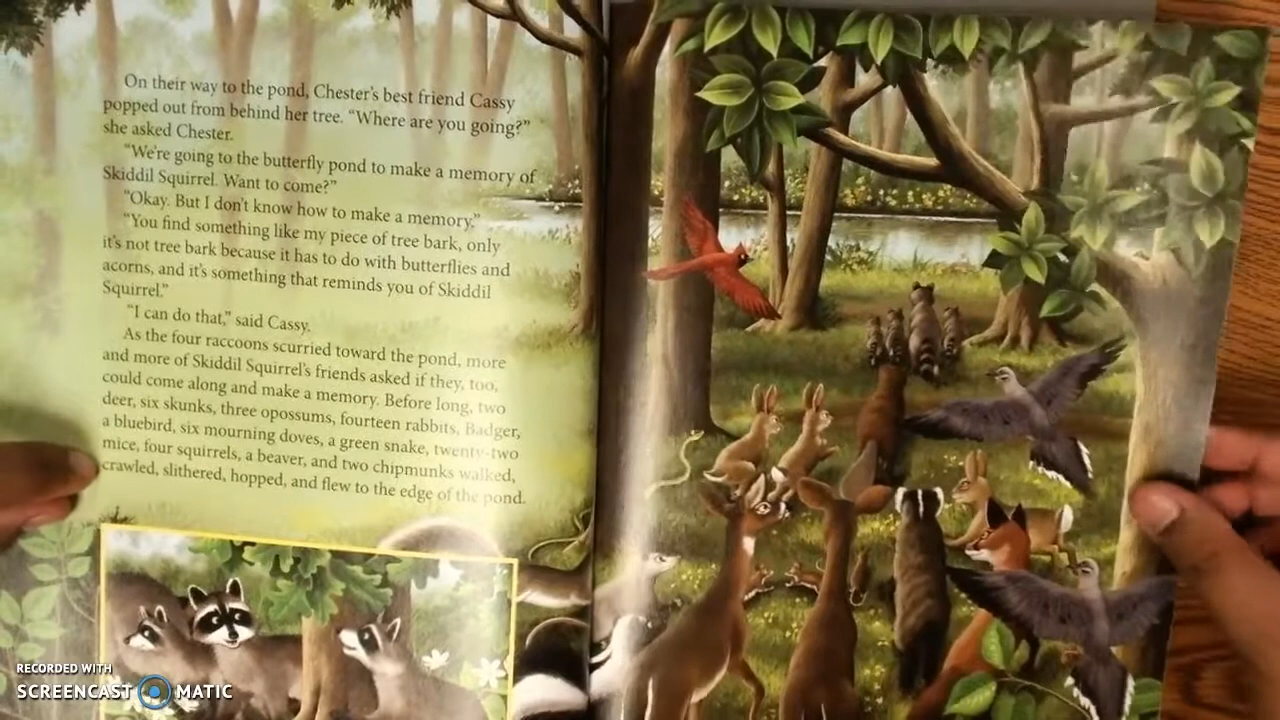 On their way to the pond, Chester's best friend Cassy
popped out from behind her tree. "Where are you going?"
she asked Chester.
"We're going to the butterfly pond to make a memory of
Skiddil Squirrel. Want to come?"
"Okay. But I don't know how to make a memory."
"You find something like my piece of tree bark, only
it's not tree bark because it has to do with butterflies and
acorns, and it's something that reminds you of Skiddil
Squirrel."
"I can do that," said Cassy.
As the four raccoons scurried toward the pond, more
and more of Skiddil Squirrel's friends asked if they, too,
could come along and make a memory. Before long, two
deer, six skunks, three opossums, fourteen rabbits, Badger,
a bluebird, six mourning doves, a green snake, twenty-two
mice, four squirrels, a beaver, and two chipmunks walked,
crawled, slithered, hopped, and flew to the edge of the pond.
RECORDED WITH
SCREENCAST MATIC